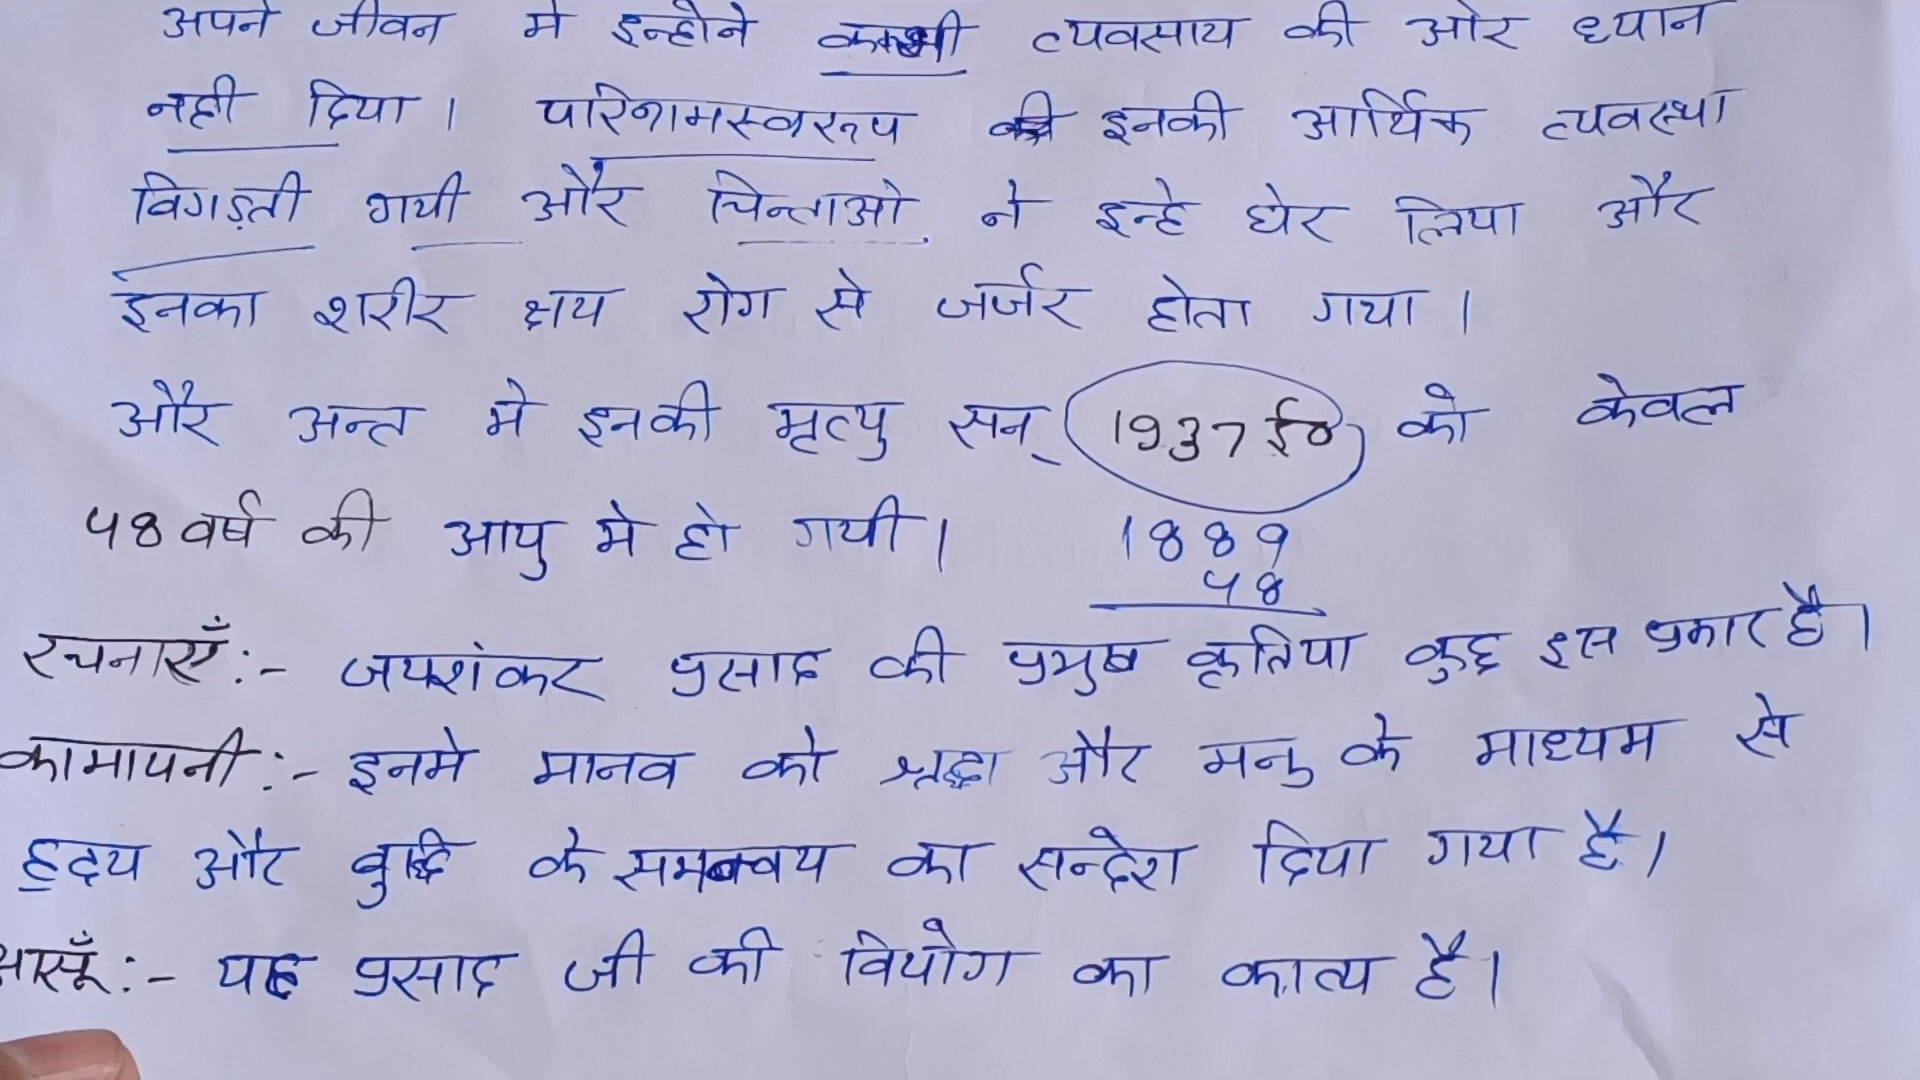 अपने जीवन मे इन्होने कभी व्यवसाय की ओर ध्यान
नही दिया। परिणामस्वरूप इनकी आर्थिक व्यवस्था
विगड़ती गयी और चिन्ताओ ने इन्हे घेर लिया और
इनका शरीर क्षय रोग से जर्जर होता गया।
और अन्त मे इनकी मृत्यु सन् 1937 ई० को केवल
48 वर्ष की आयु मे हो गयी। 1889
48
रचनाएँ:- जयशंकर प्रसाद की प्रमुख कृतिया कुछ इस प्रकार है।
कामायनी:- इनमे मानव को श्रद्धा और मनु के माध्यम से
हृदय और बुद्धि के समन्वय का सन्देश दिया गया है।
आसूँ:- यह प्रसाद जी की वियोग का काव्य है।